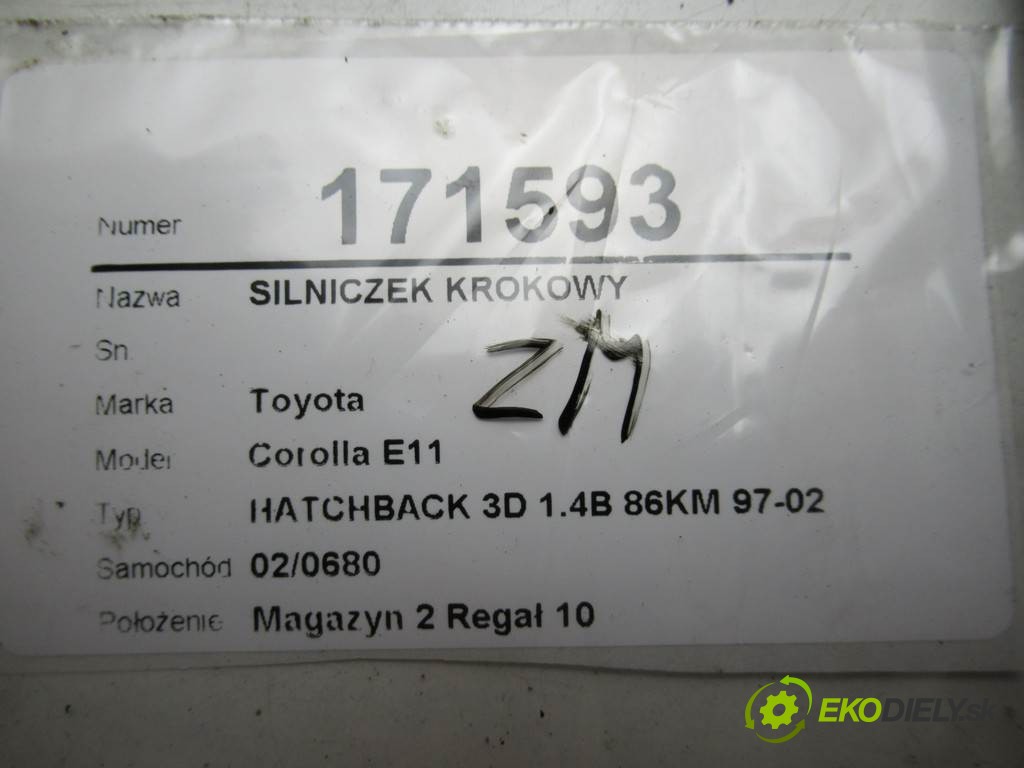 Numer 171593
Nazwa SILNICZEK KROKOWY
Sn.
ZM
Marka Toyota
Model Corolla E11
Typ HATCHBACK 3D 1.4B 86KM 97-02
Samochód 02/0680
Położenie Magazyn 2 Regał 10
EKODIELY.sk